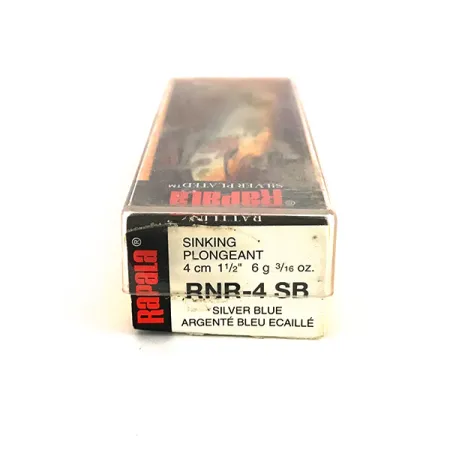 SILVER PLATED™
RAPALA®
RATTLIN'
RAPALA®
SINKING
PLONGEANT
4 cm 1½" 6 g 3/16 oz.
RNR-4 SB
SILVER BLUE
ARGENTÉ BLEU ECAILLÉ